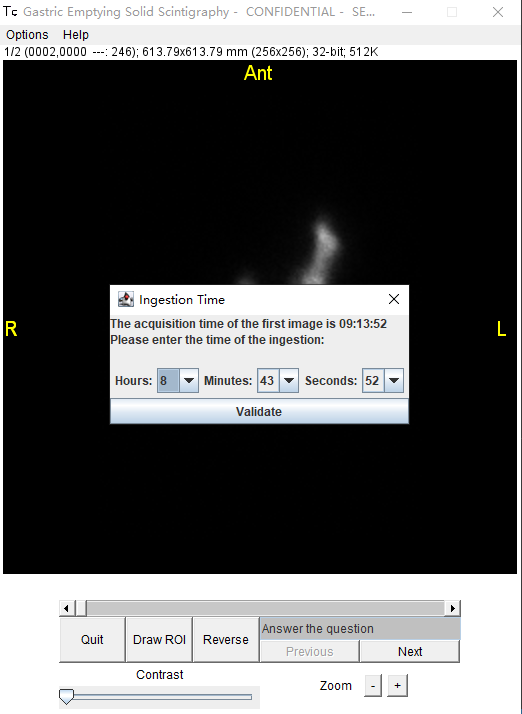 Gastric Emptying Solid Scintigraphy - CONFIDENTIAL - SE...
Options Help
1/2 (0002,0000 ---: 246); 613.79x613.79 mm (256x256); 32-bit; 512K
Ant
R
L
Ingestion Time
The acquisition time of the first image is 09:13:52
Please enter the time of the ingestion:
Hours: 8 Minutes: 43 Seconds: 52
Validate
Quit
Draw ROI
Reverse
Answer the question
Previous
Next
Contrast
Zoom - +